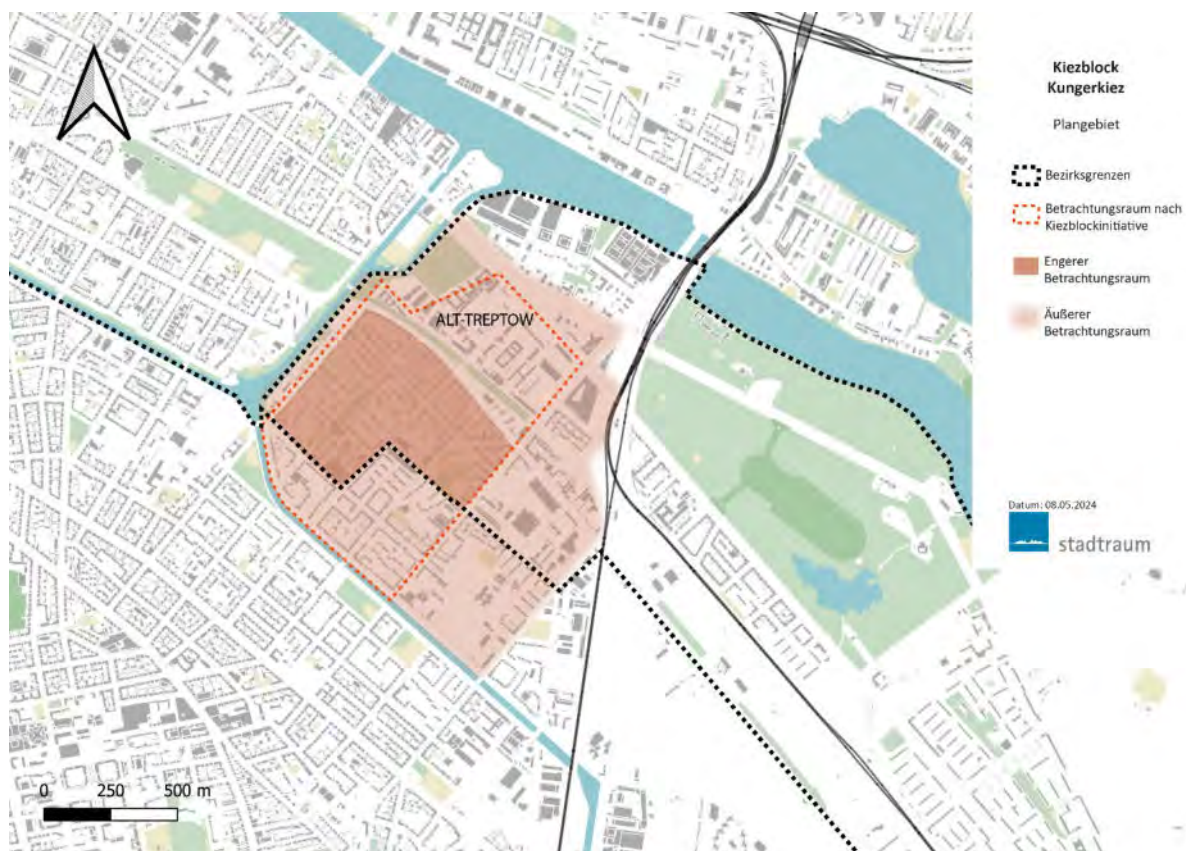 Kiezblock
Kungerkiez
Plangebiet
Bezirksgrenzen
Betrachtungsraum nach
Kiezblockinitiative
Engerer
Betrachtungsraum
Äußerer
Betrachtungsraum
ALT-TREPTOW
Datum: 08.05.2024
stadtraum
0 250 500 m